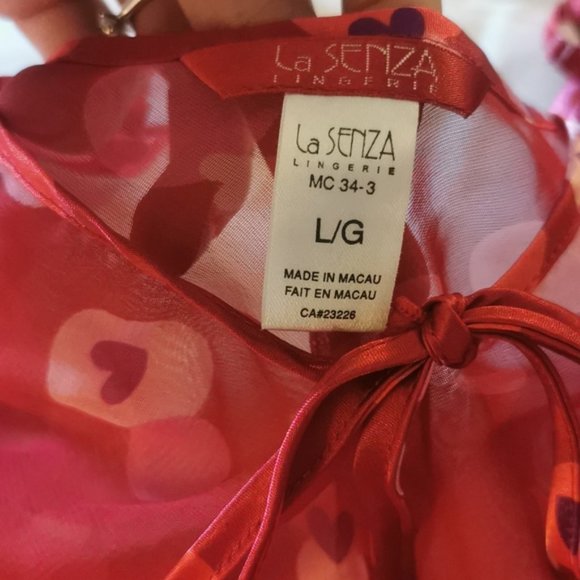 La SENZA
LINGERIE
La SENZA
LINGERIE
MC 34-3
L/G
MADE IN MACAU
FAIT EN MACAU
CA#23226